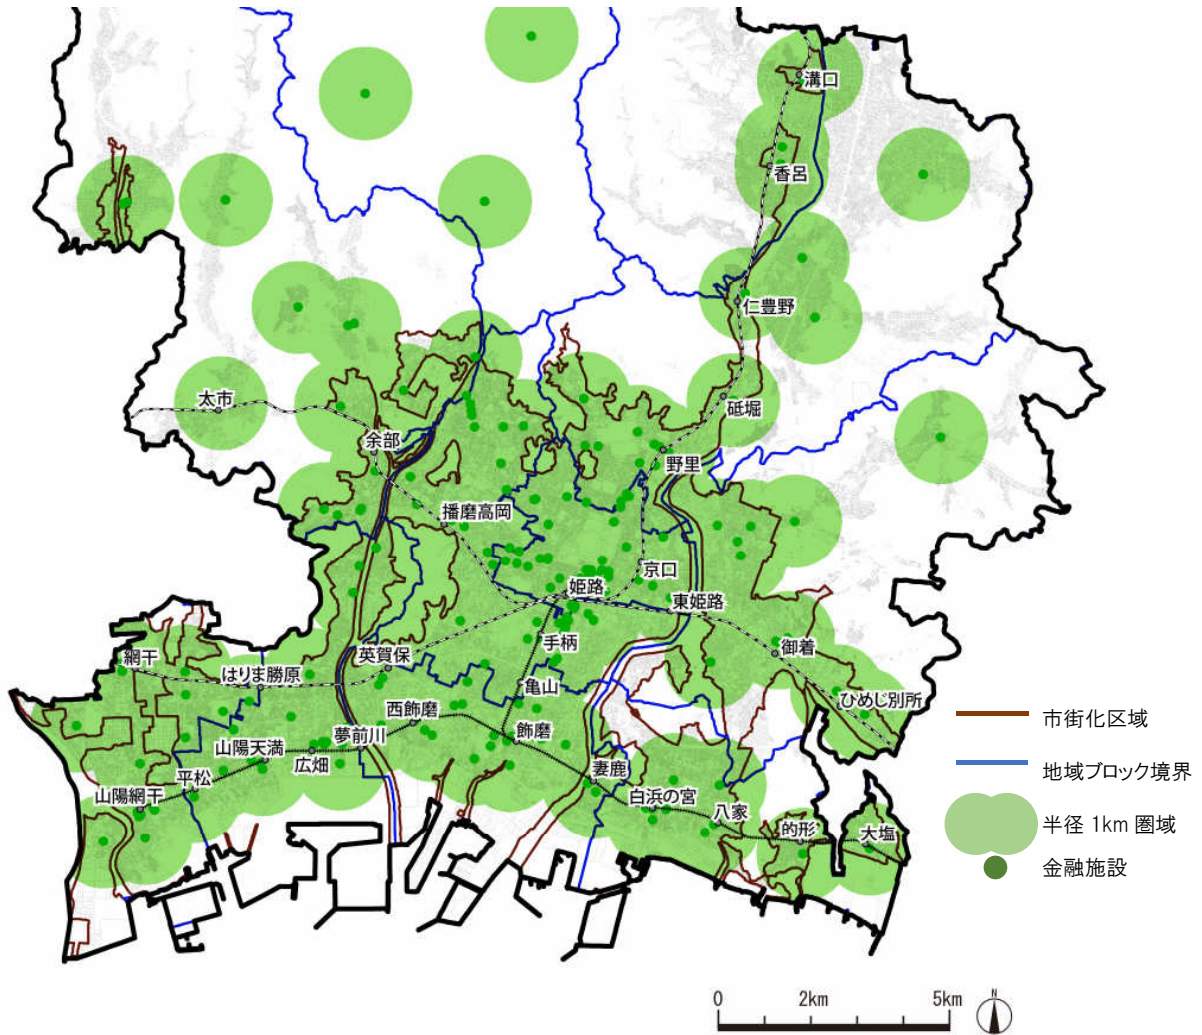 溝口
香呂
仁豊野
太市
砥堀
余部
野里
播磨高岡
京口
姫路
東姫路
手柄
御着
網干
英賀保
はりま勝原
亀山
ひめじ別所
西飾磨
飾磨
夢前川
山陽天満
広畑
妻鹿
平松
山陽網干
白浜の宮
八家
的形
大塩
市街化区域
地域ブロック境界
半径 1km 圏域
金融施設
0 2km 5km
N